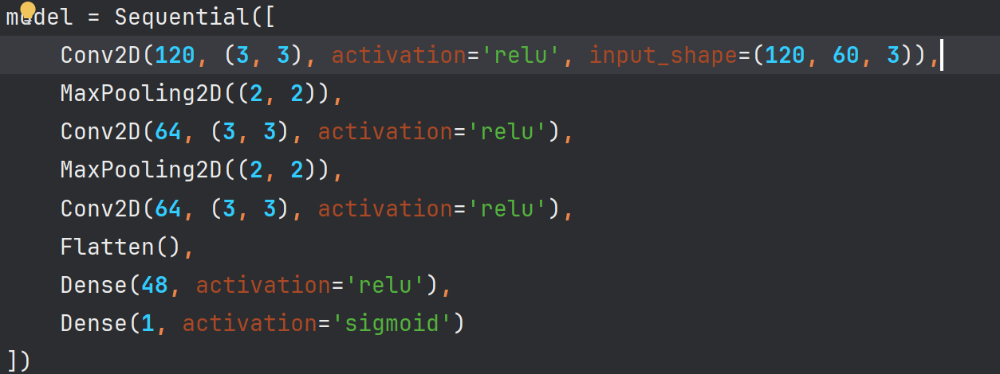 model = Sequential([
    Conv2D(120, (3, 3), activation='relu', input_shape=(120, 60, 3)),
    MaxPooling2D((2, 2)),
    Conv2D(64, (3, 3), activation='relu'),
    MaxPooling2D((2, 2)),
    Conv2D(64, (3, 3), activation='relu'),
    Flatten(),
    Dense(48, activation='relu'),
    Dense(1, activation='sigmoid')
])